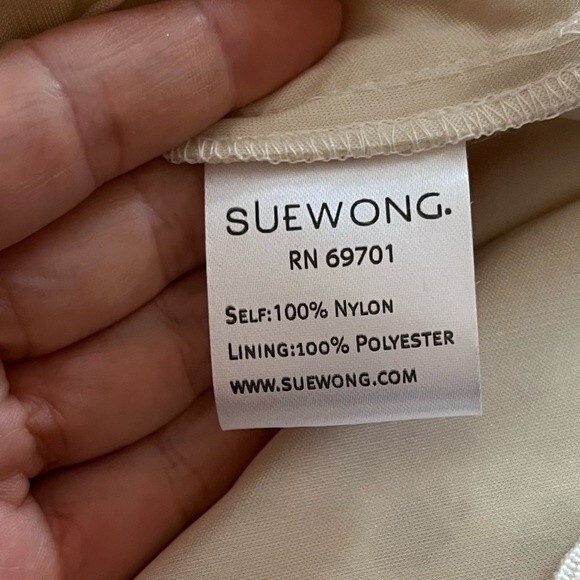 SUEWONG.
RN 69701
SELF:100% NYLON
LINING:100% POLYESTER
WWW.SUEWONG.COM